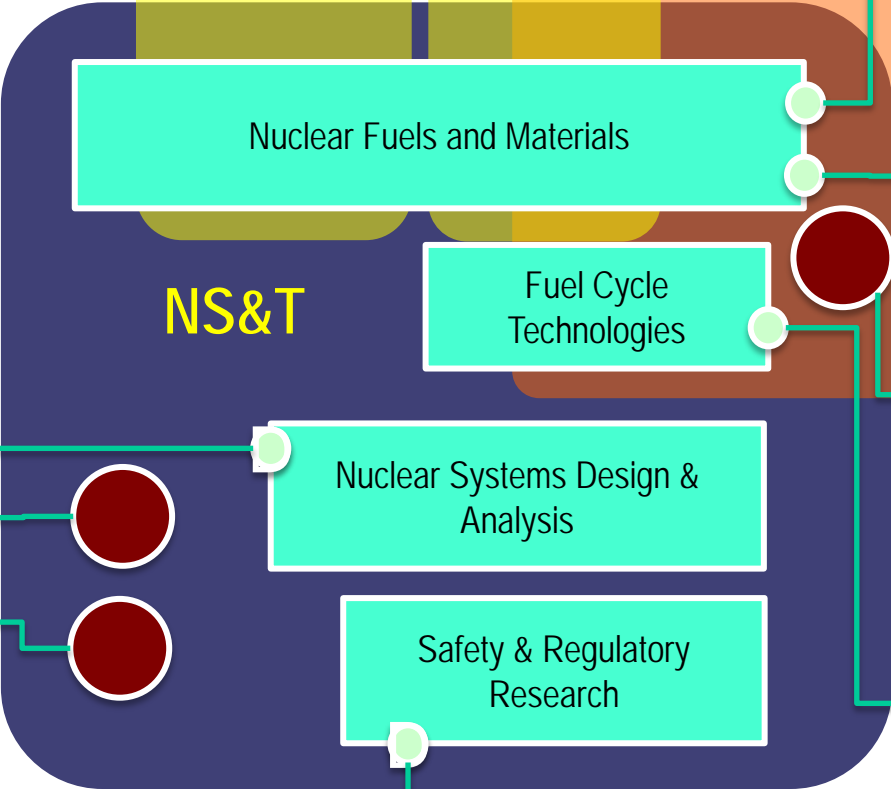 Nuclear Fuels and Materials
Fuel Cycle
Technologies
NS&T
Nuclear Systems Design &
Analysis
Safety & Regulatory
Research